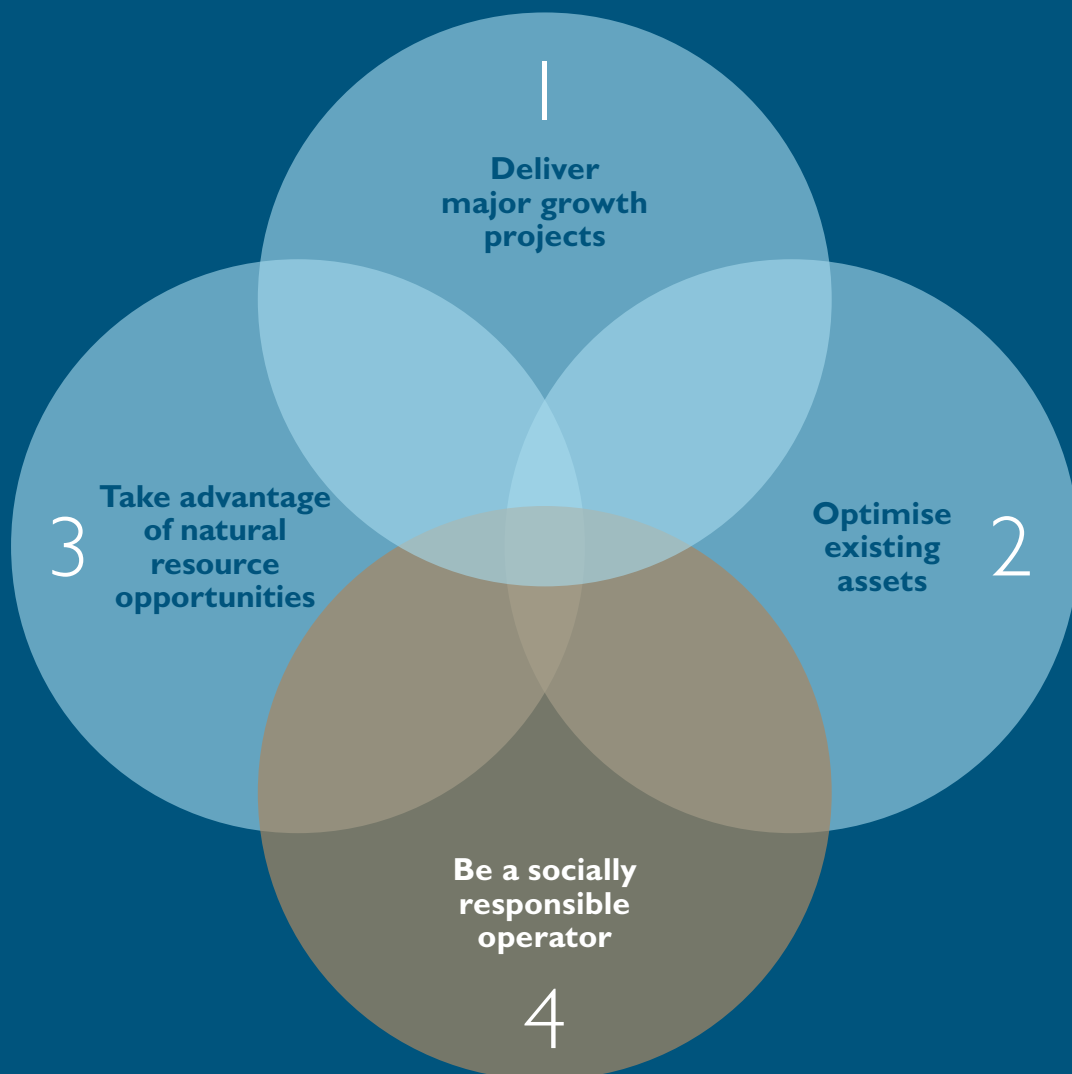 1
Deliver
major growth
projects
3
Take advantage
of natural
resource
opportunities
Optimise
existing
assets
2
Be a socially
responsible
operator
4